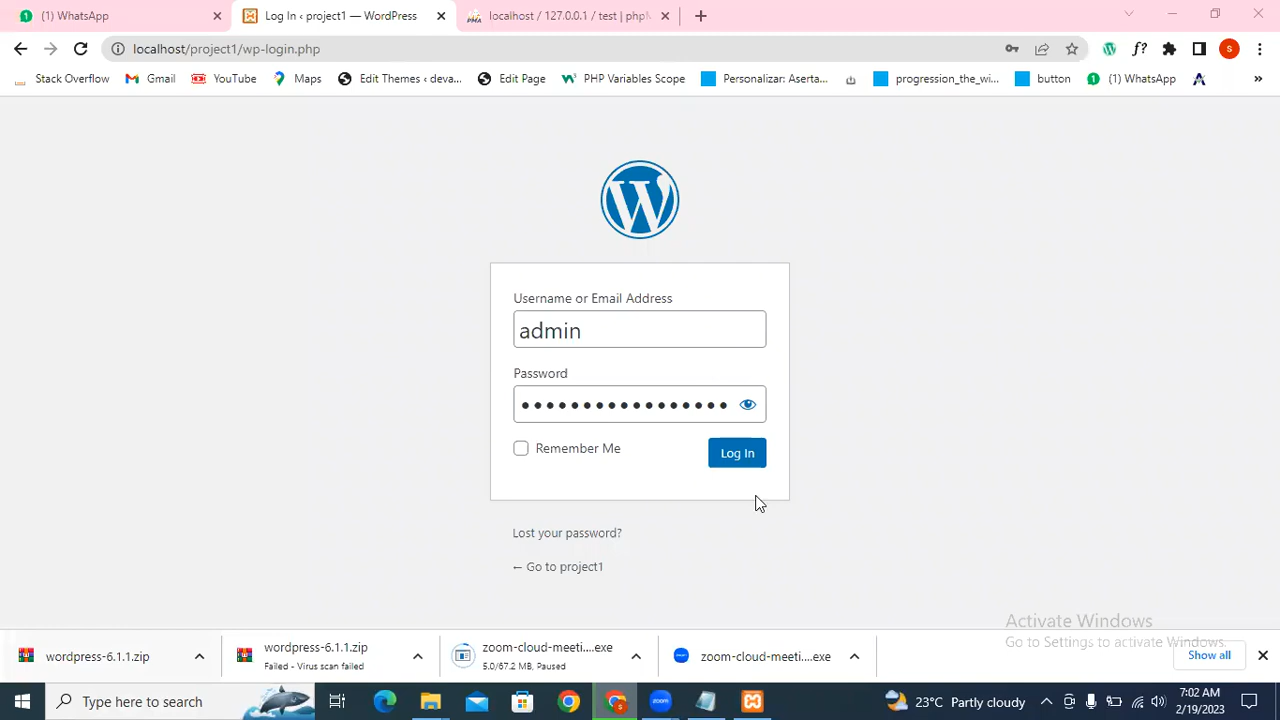 (1) WhatsApp
Log In ‹ project1 — WordPress
localhost / 127.0.0.1 / test | phpM
localhost/project1/wp-login.php
f?
s
Stack Overflow
Gmail
YouTube
Maps
Edit Themes ‹ deva...
Edit Page
PHP Variables Scope
Personalizar: Aserta...
progression_the_wi...
button
(1) WhatsApp
»
Username or Email Address
admin
Password
Remember Me
Log In
Lost your password?
← Go to project1
Activate Windows
Go to Settings to activate Windows.
wordpress-6.1.1.zip
wordpress-6.1.1.zip
Failed - Virus scan failed
zoom-cloud-meeti....exe
5.0/67.2 MB, Paused
zoom-cloud-meeti....exe
Show all
Type here to search
zoom
23°C Partly cloudy
7:02 AM
2/19/2023